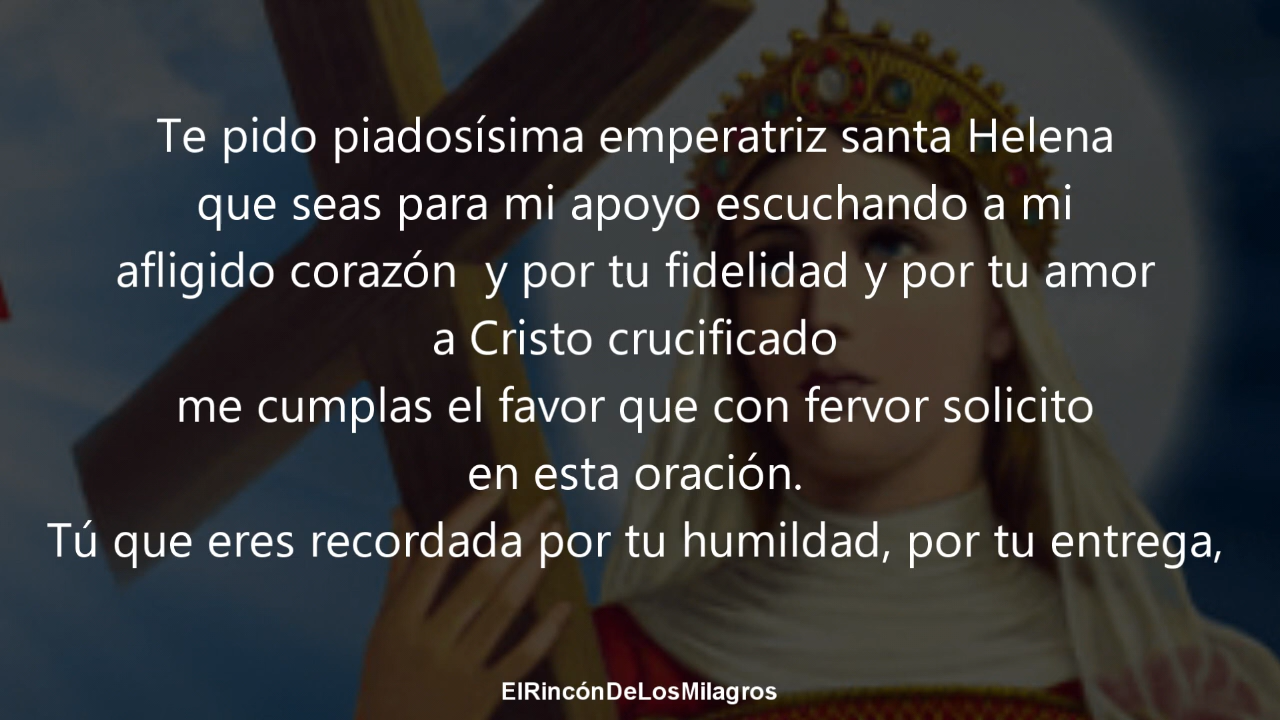 Te pido piadosísima emperatriz santa Helena
que seas para mi apoyo escuchando a mi
afligido corazón  y por tu fidelidad y por tu amor
a Cristo crucificado
me cumplas el favor que con fervor solicito
en esta oración.
Tú que eres recordada por tu humildad, por tu entrega,
ElRincónDeLosMilagros